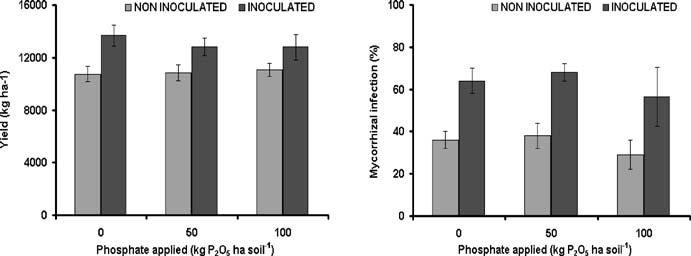 NON INOCULATED INOCULATED
16000
12000
8000
4000
0
Yield
(kg ha-1)
0 50 100
Phosphate applied (kg P₂O₅ ha soil⁻¹)
NON INOCULATED INOCULATED
100
80
60
40
20
0
Mycorrhizal infection (%)
0 50 100
Phosphate applied (kg P₂O₅ ha soil⁻¹)